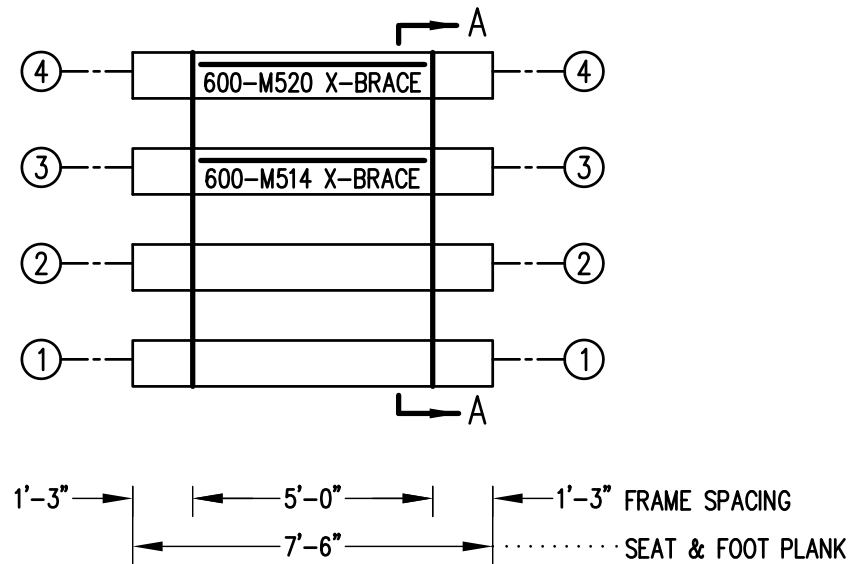 A
4 600-M520 X-BRACE 4
3 600-M514 X-BRACE 3
2 2
1 1
A
1'-3" 5'-0" 1'-3" FRAME SPACING
7'-6" SEAT & FOOT PLANK